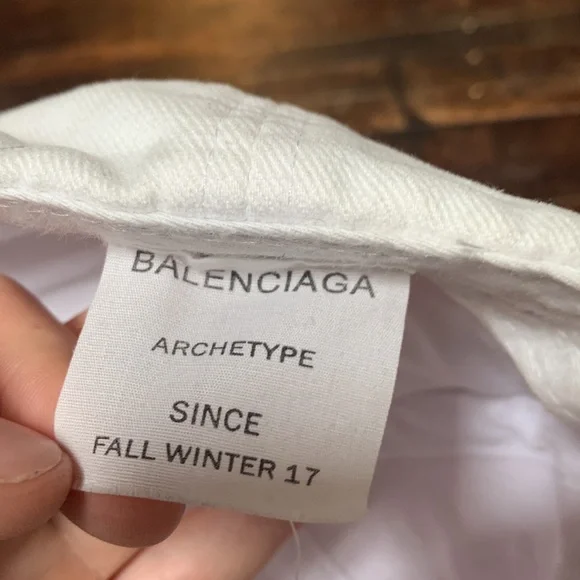 BALENCIAGA
ARCHETYPE
SINCE
FALL WINTER 17